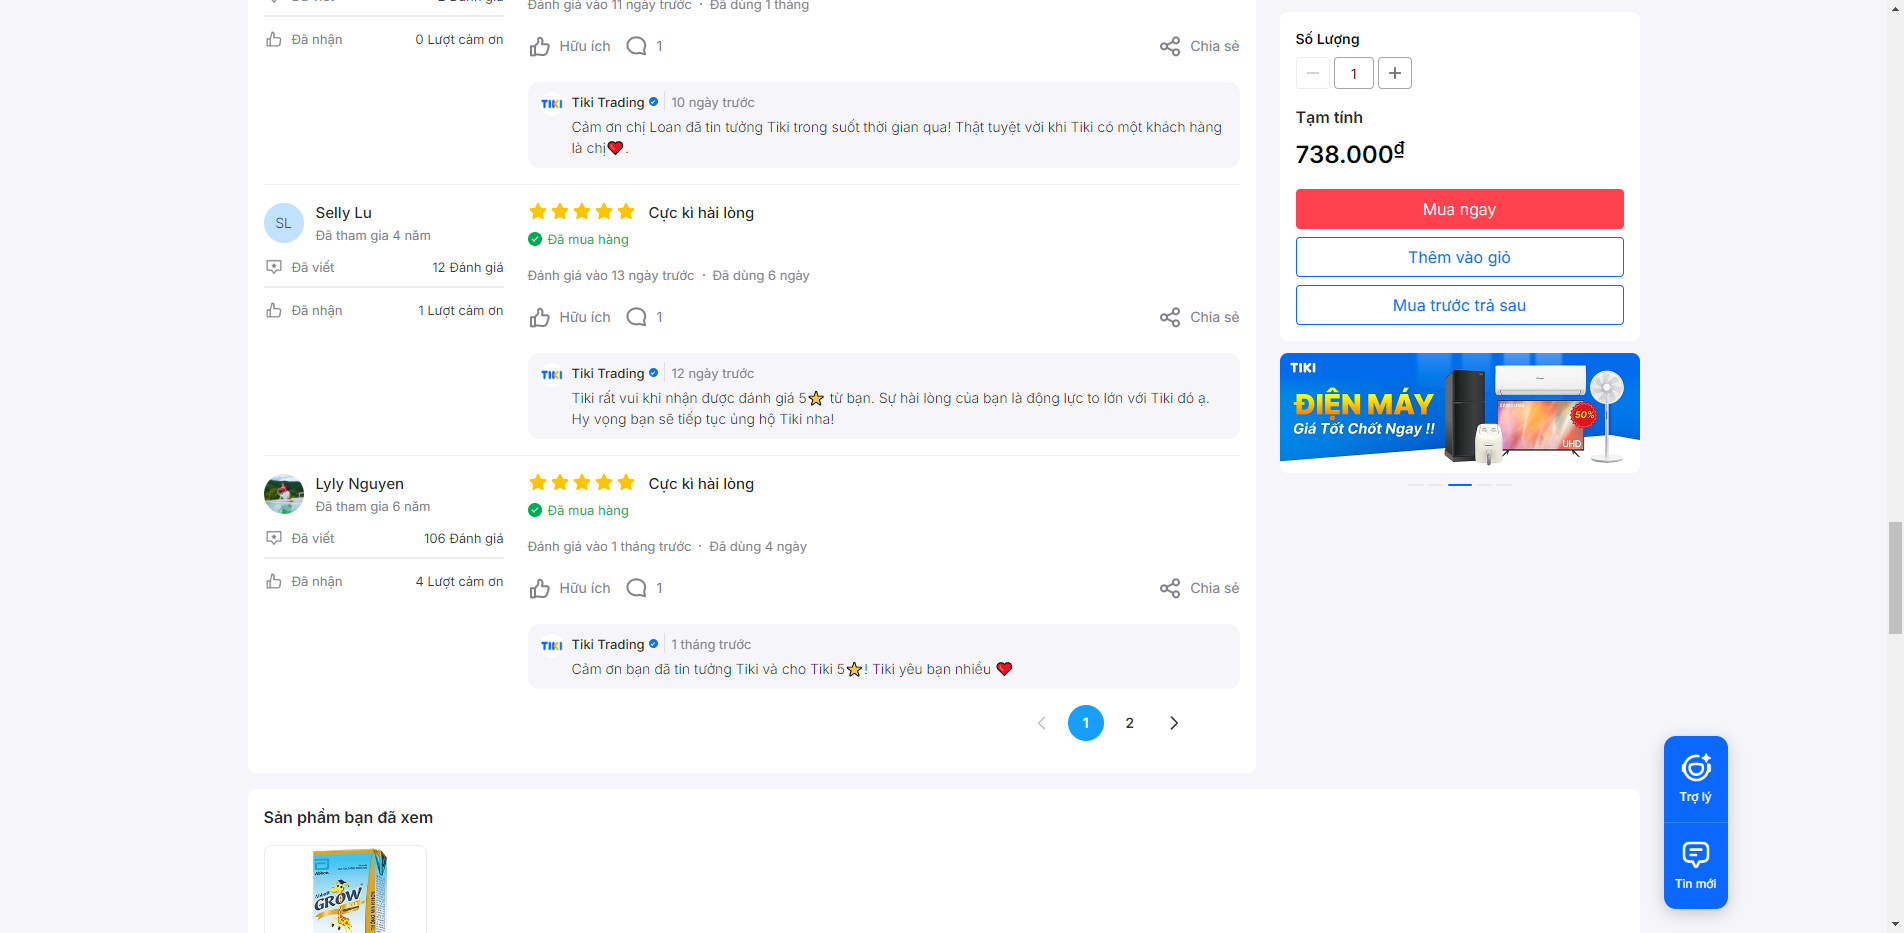 Đánh giá vào 11 ngày trước · Đã dùng 1 tháng
Đã nhận 0 Lượt cảm ơn
Hữu ích 1 Chia sẻ
TIKI Tiki Trading 10 ngày trước
Cảm ơn chị Loan đã tin tưởng Tiki trong suốt thời gian qua! Thật tuyệt vời khi Tiki có một khách hàng
là chị❤️.
SL Selly Lu
Đã tham gia 4 năm
Đã viết 12 Đánh giá
Đã nhận 1 Lượt cảm ơn
Cực kì hài lòng
Đã mua hàng
Đánh giá vào 13 ngày trước · Đã dùng 6 ngày
Hữu ích 1 Chia sẻ
TIKI Tiki Trading 12 ngày trước
Tiki rất vui khi nhận được đánh giá 5⭐ từ bạn. Sự hài lòng của bạn là động lực to lớn với Tiki đó ạ.
Hy vọng bạn sẽ tiếp tục ủng hộ Tiki nha!
Lyly Nguyen
Đã tham gia 6 năm
Đã viết 106 Đánh giá
Đã nhận 4 Lượt cảm ơn
Cực kì hài lòng
Đã mua hàng
Đánh giá vào 1 tháng trước · Đã dùng 4 ngày
Hữu ích 1 Chia sẻ
TIKI Tiki Trading 1 tháng trước
Cảm ơn bạn đã tin tưởng Tiki và cho Tiki 5⭐! Tiki yêu bạn nhiều ❤️
1 2
Số Lượng
1
Tạm tính
738.000₫
Mua ngay
Thêm vào giỏ
Mua trước trả sau
TIKI
ĐIỆN MÁY
Giá Tốt Chốt Ngay !!
SAMSUNG
50%
UHD
Trợ lý
Tin mới
Sản phẩm bạn đã xem
Abbott
Abbott
GROW